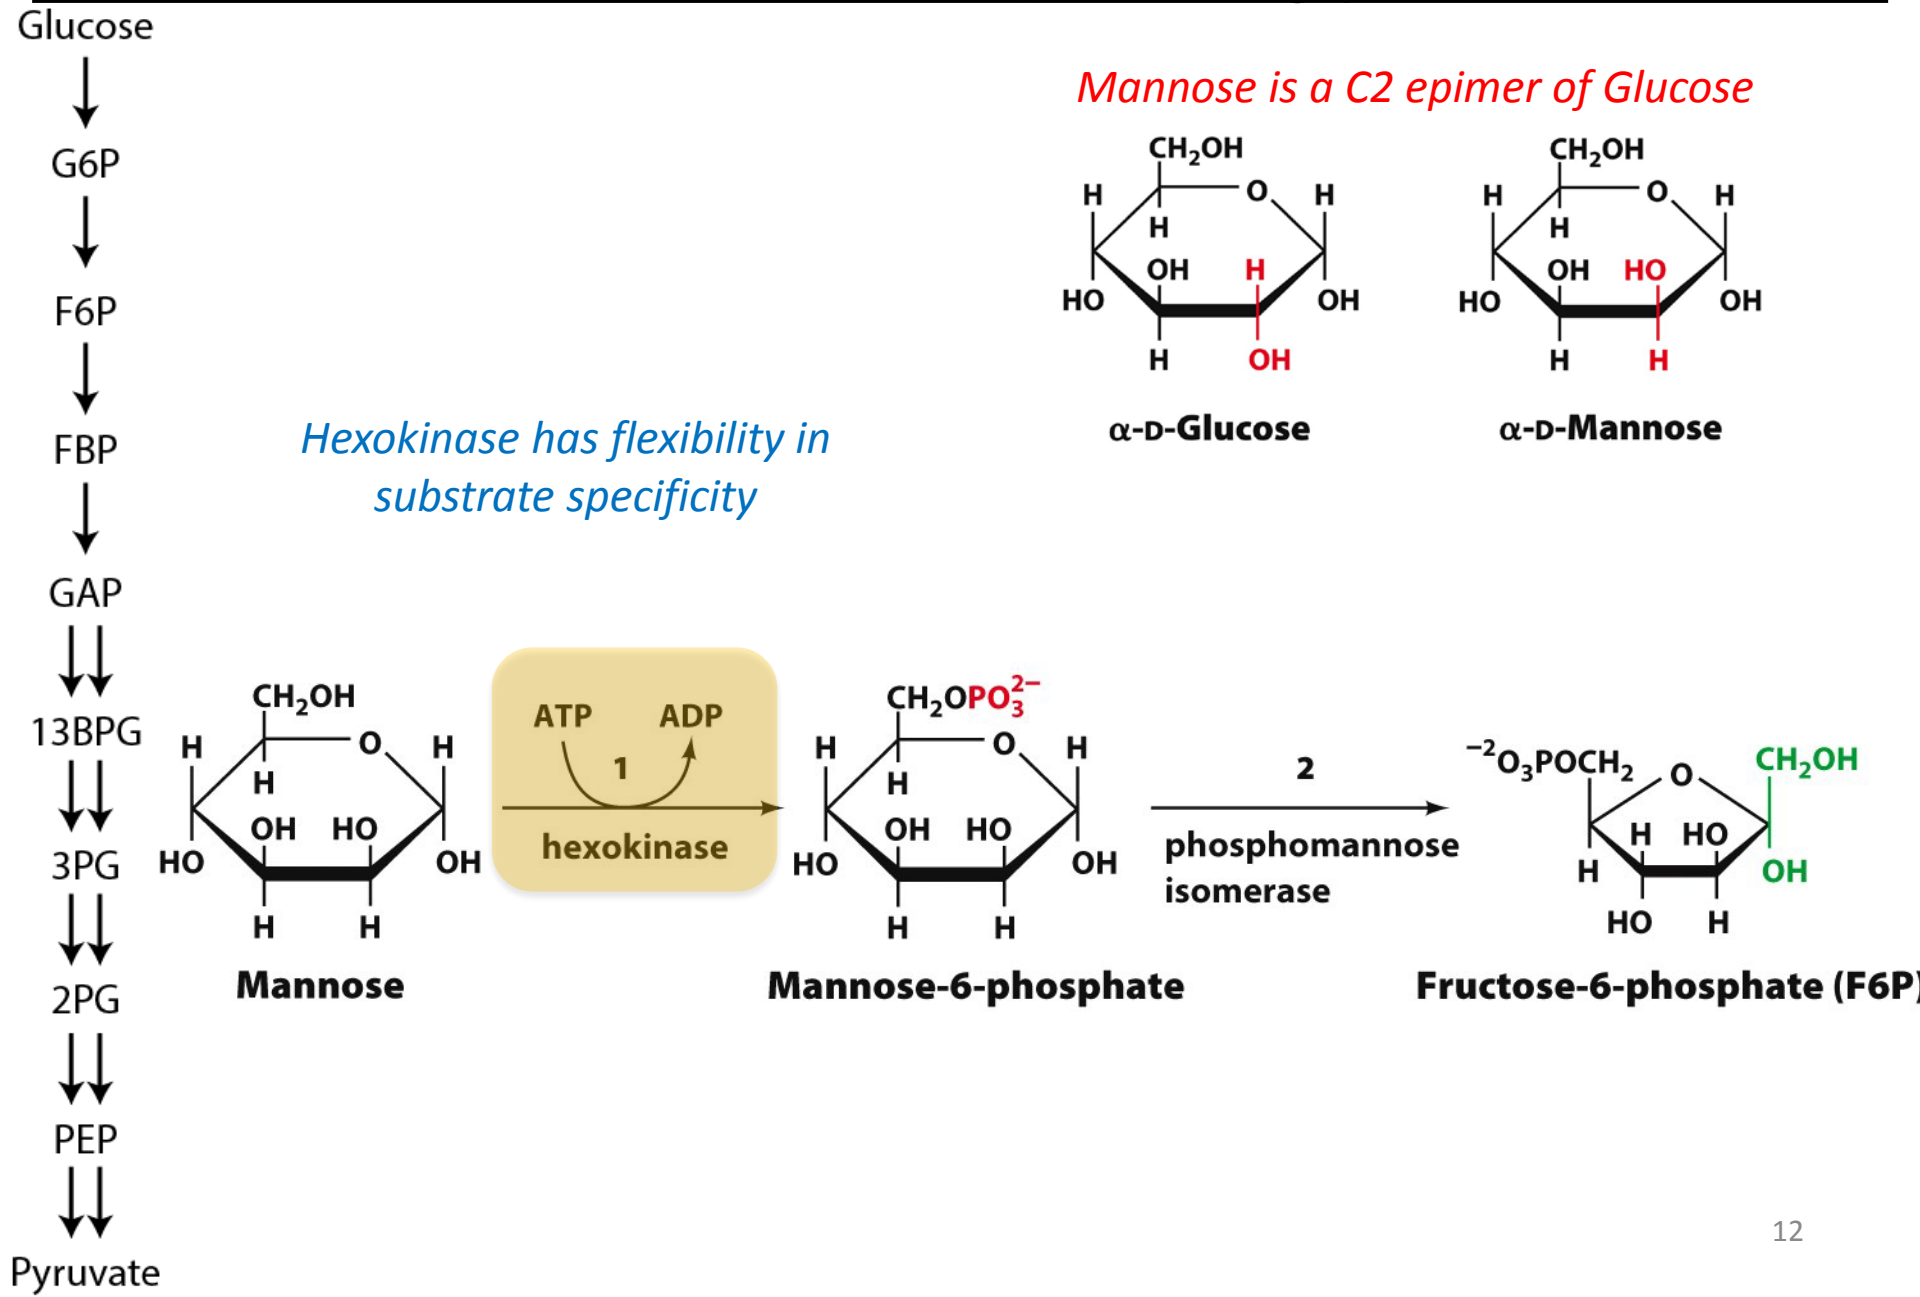 Glucose
G6P
F6P
FBP
GAP
13BPG
3PG
2PG
PEP
Pyruvate
Mannose is a C2 epimer of Glucose
CH₂OH
H
O
H
H
OH
H
HO
OH
H
OH
α-D-Glucose
CH₂OH
H
O
H
H
OH
HO
HO
OH
H
H
α-D-Mannose
Hexokinase has flexibility in
substrate specificity
CH₂OH
H
O
H
H
OH
HO
HO
OH
H
H
Mannose
ATP
ADP
1
hexokinase
CH₂OPO₃²⁻
H
O
H
H
OH
HO
HO
OH
H
H
Mannose-6-phosphate
2
phosphomannose
isomerase
⁻²O₃POCH₂
O
CH₂OH
H
HO
H
OH
HO
H
Fructose-6-phosphate (F6P)
12